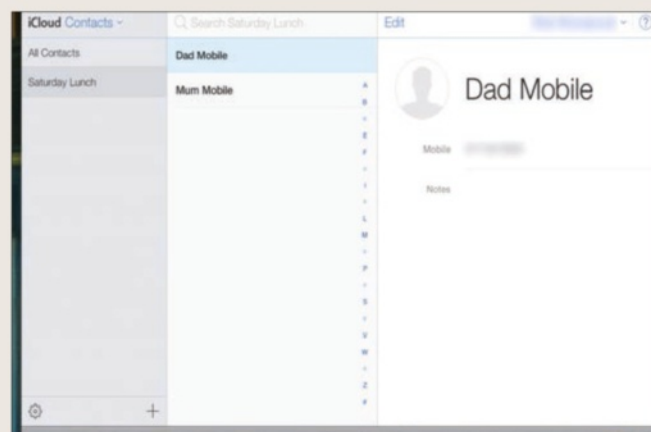 iCloud Contacts
Search Saturday Lunch
Edit
?
All Contacts
Saturday Lunch
Dad Mobile
Mum Mobile
A
B
E
F
I
L
M
P
S
V
W
Z
#
Dad Mobile
Mobile
Notes